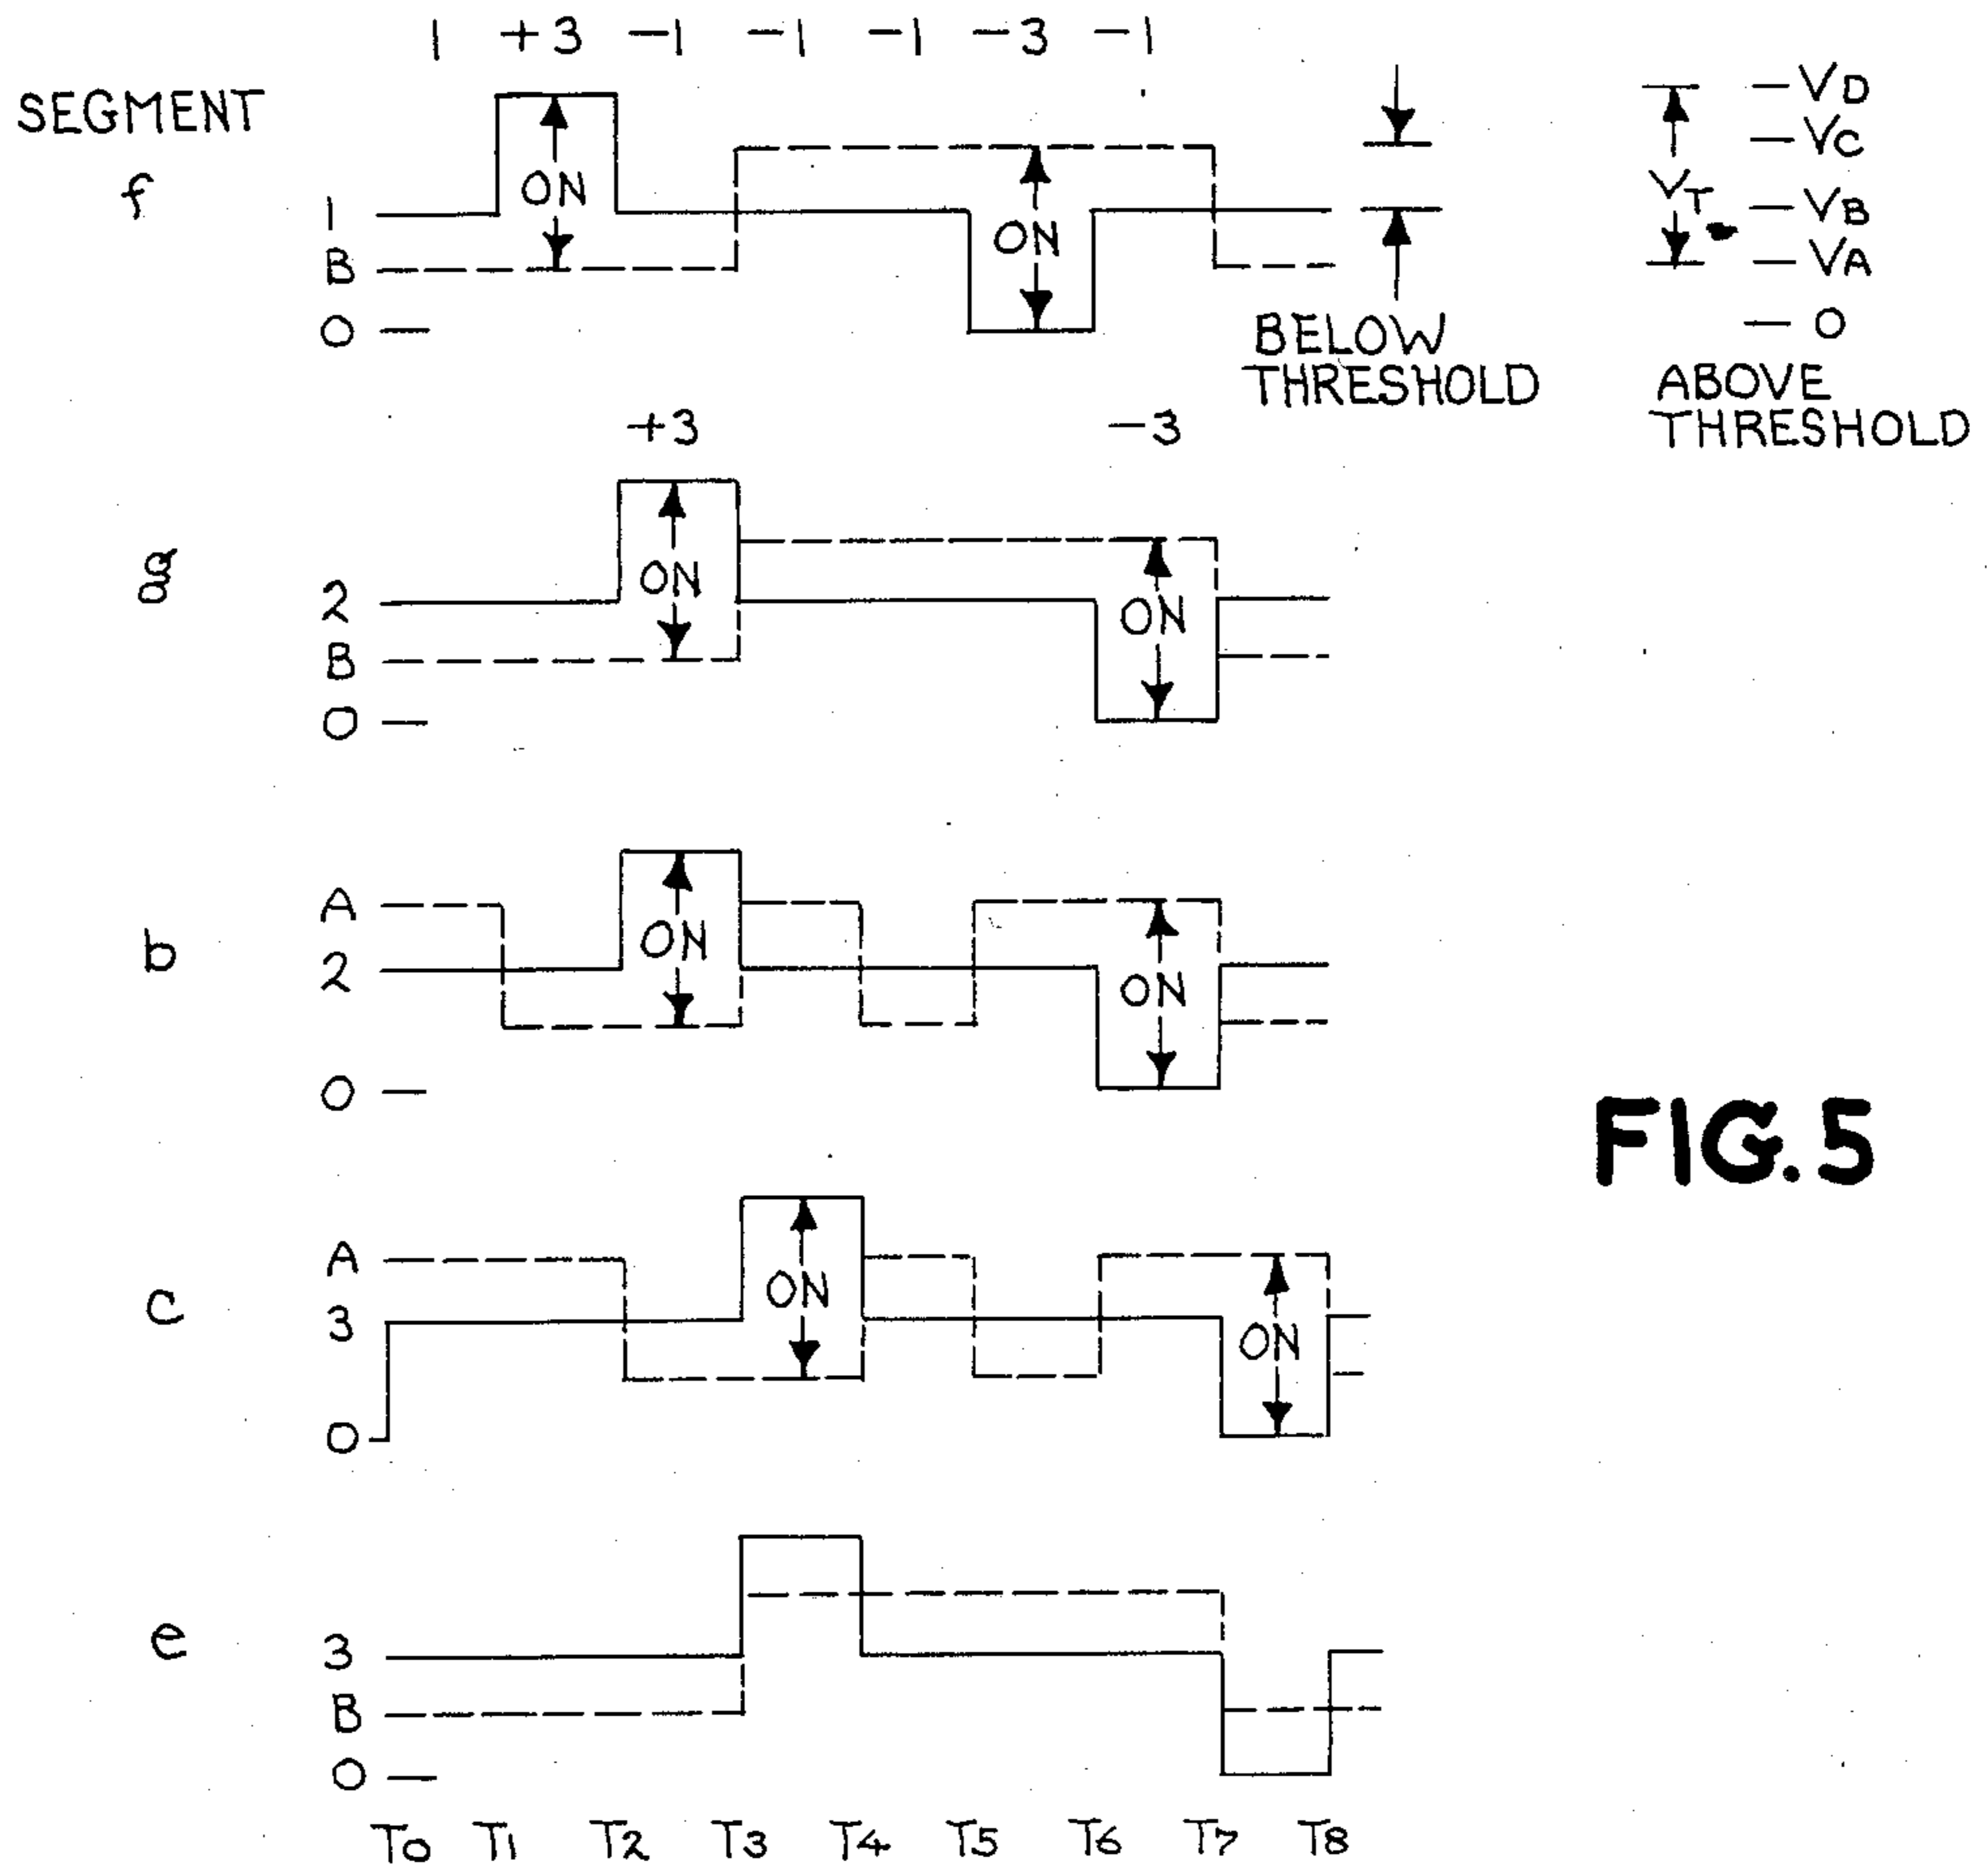 1 +3 -1 -1 -1 -3 -1
SEGMENT
f
1
B
0
ON
ON
BELOW
THRESHOLD
VT
VD
VC
VB
VA
0
ABOVE
THRESHOLD
+3 -3
g
2
B
0
ON
ON
b
A
2
0
ON
ON
FIG.5
c
A
3
0
ON
ON
e
3
B
0
T0 T1 T2 T3 T4 T5 T6 T7 T8